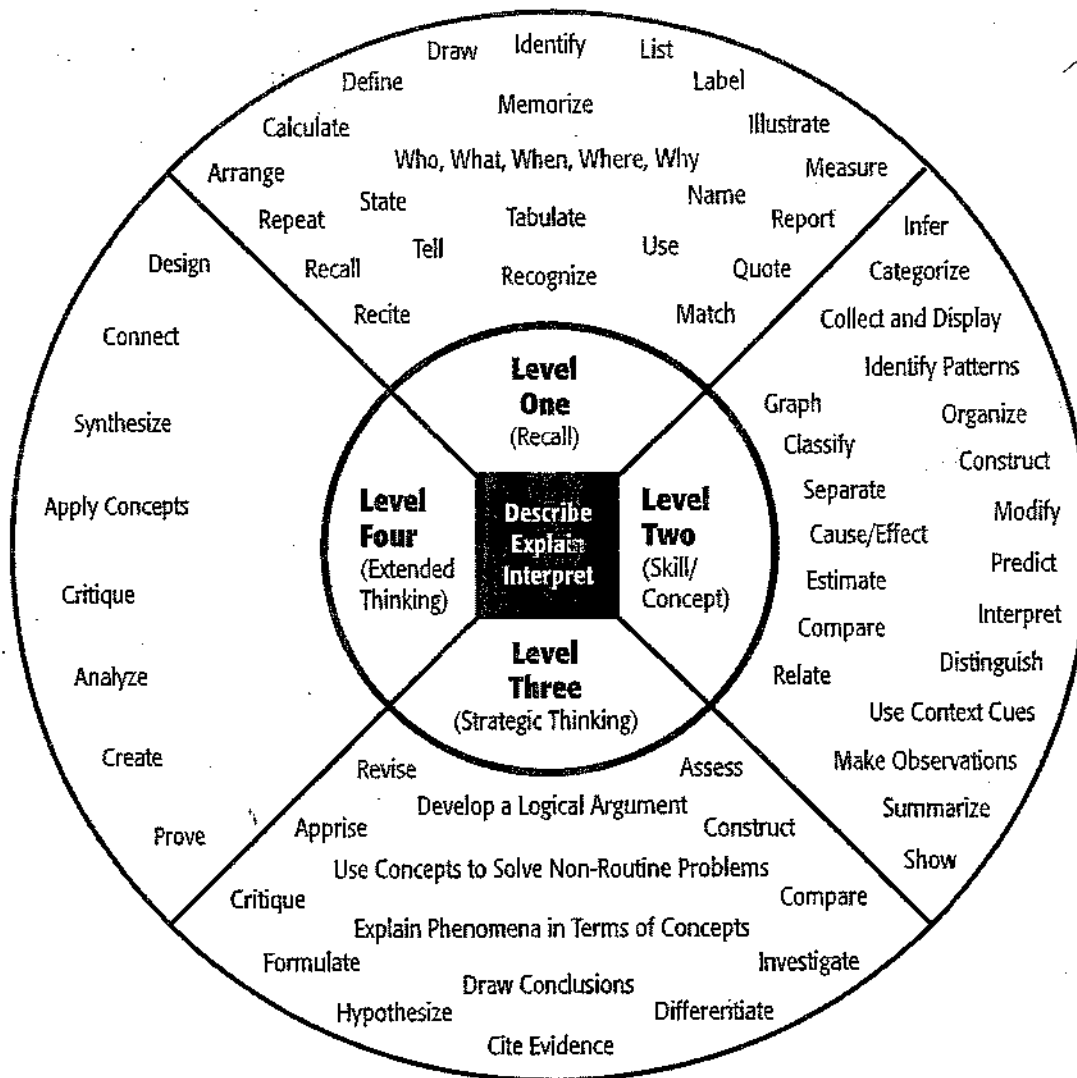 Draw
Identify
List
Define
Label
Memorize
Calculate
Illustrate
Who, What, When, Where, Why
Arrange
Measure
State
Name
Repeat
Tabulate
Report
Tell
Use
Recall
Recognize
Quote
Recite
Match
Level
One
(Recall)
Infer
Categorize
Collect and Display
Identify Patterns
Graph
Organize
Classify
Construct
Separate
Modify
Cause/Effect
Predict
Estimate
Interpret
Compare
Distinguish
Relate
Use Context Cues
Make Observations
Summarize
Show
Level
Two
(Skill/
Concept)
Describe
Explain
Interpret
Level
Three
(Strategic Thinking)
Revise
Assess
Develop a Logical Argument
Apprise
Construct
Use Concepts to Solve Non-Routine Problems
Critique
Compare
Explain Phenomena in Terms of Concepts
Formulate
Investigate
Draw Conclusions
Hypothesize
Differentiate
Cite Evidence
Level
Four
(Extended
Thinking)
Design
Connect
Synthesize
Apply Concepts
Critique
Analyze
Create
Prove